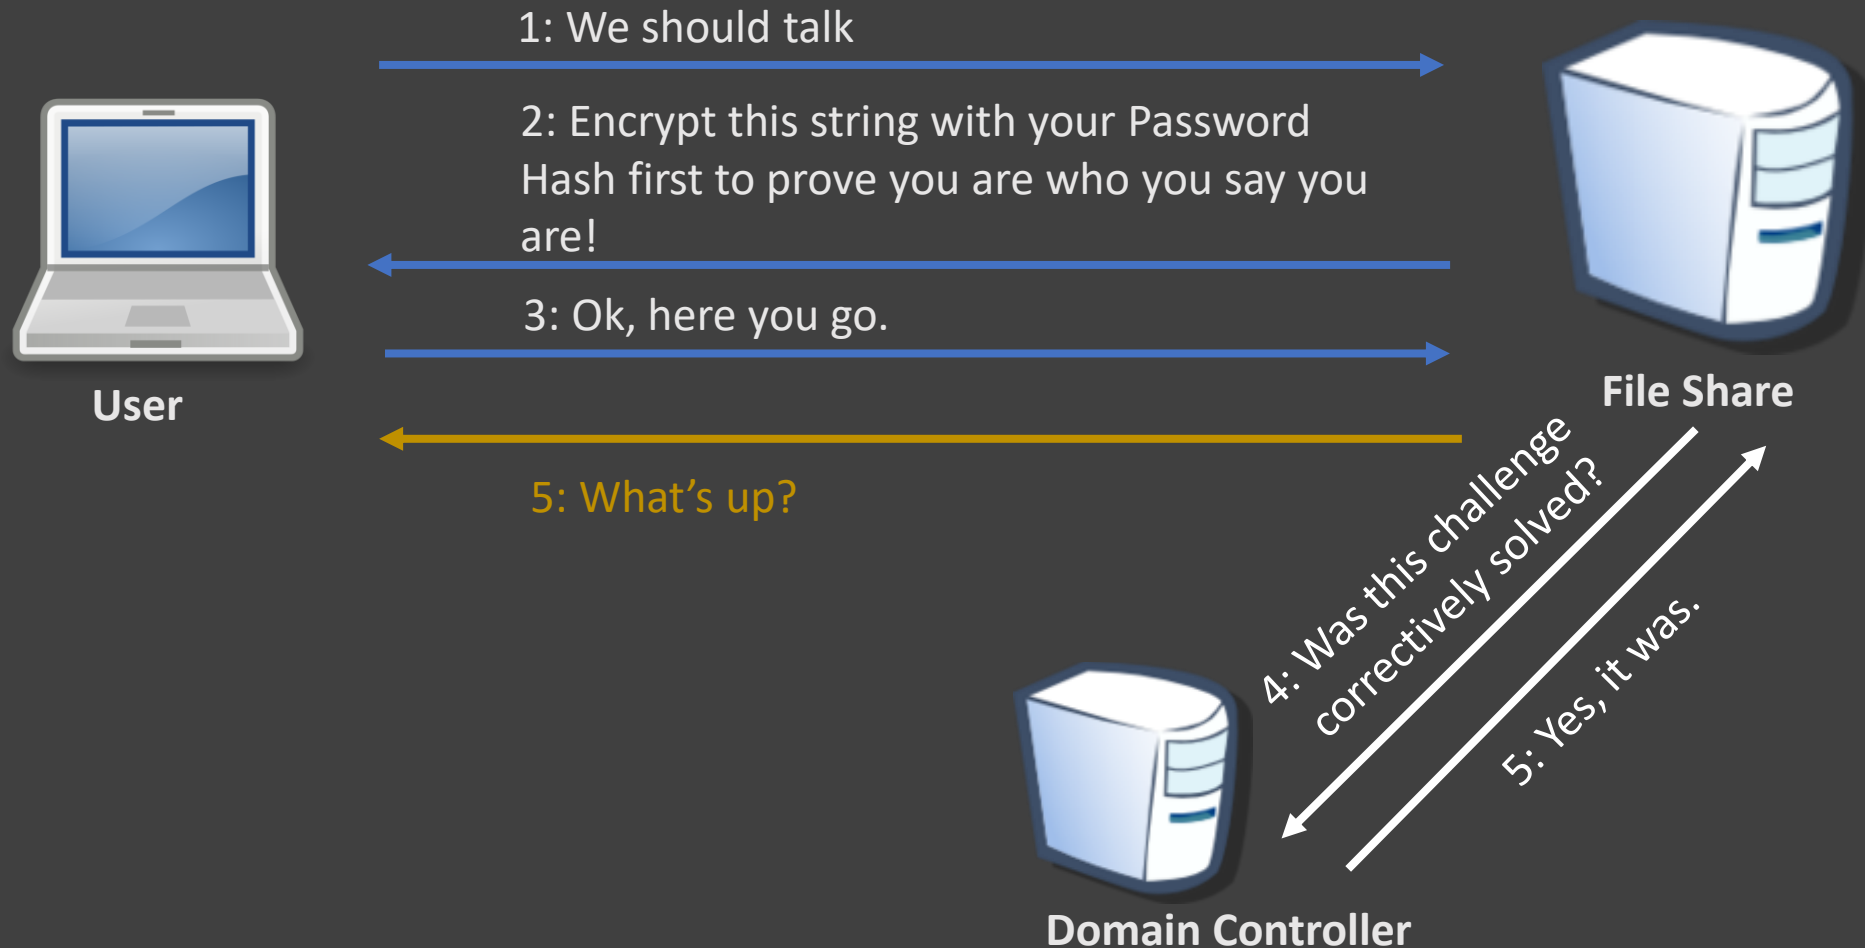 1: We should talk
2: Encrypt this string with your Password
Hash first to prove you are who you say you
are!
3: Ok, here you go.
User
File Share
5: What’s up?
4: Was this challenge
correctively solved?
5: Yes, it was.
Domain Controller